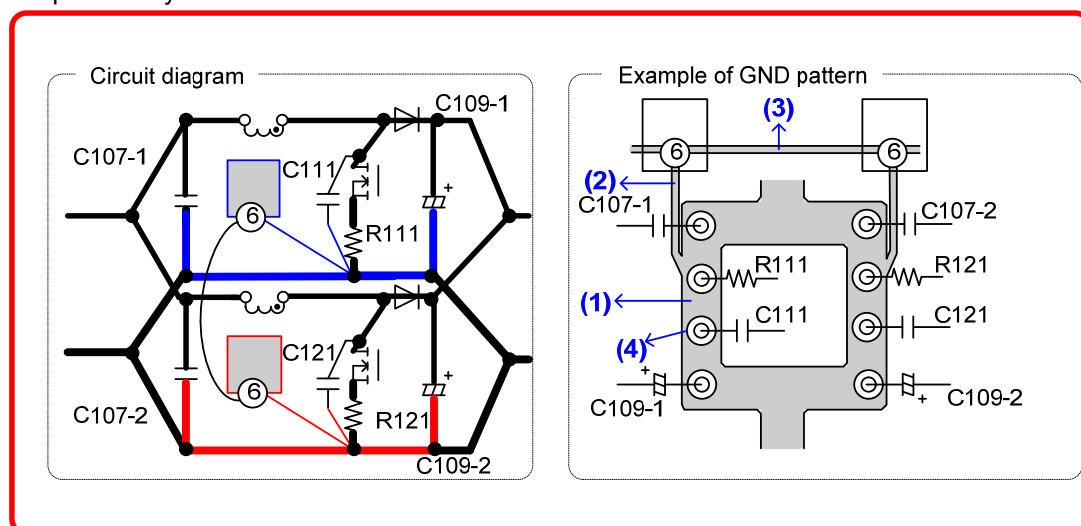 Circuit diagram
C109-1
C107-1
C111
6
R111
C121
6
C107-2
R121
C109-2
Example of GND pattern
(3)
6
6
(2)
C107-1
C107-2
R111
R121
(1)
C111
C121
(4)
C109-1
C109-2